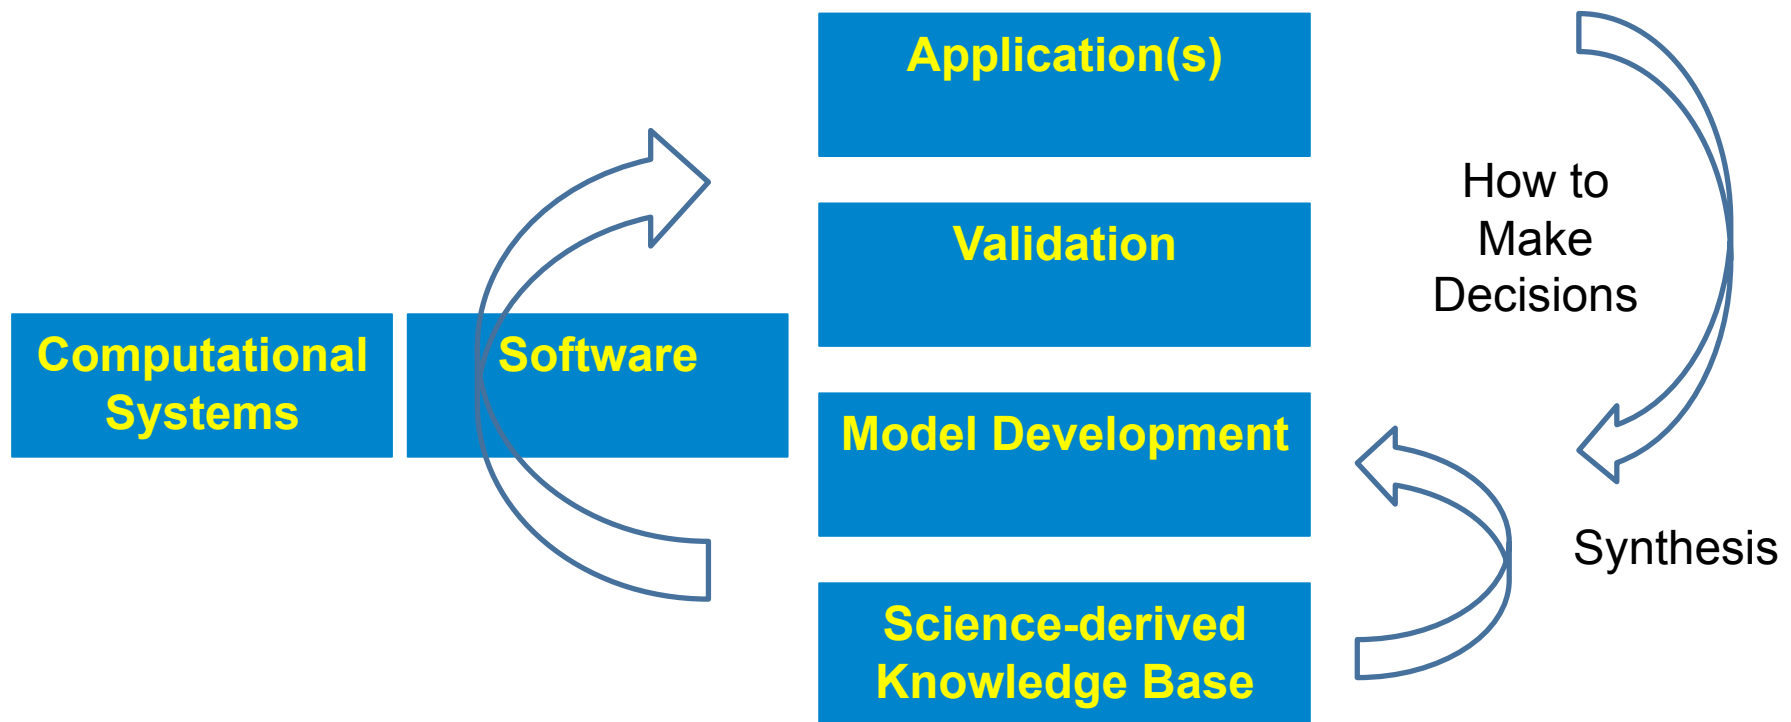 Application(s)
Validation
How to
Make
Decisions
Computational
Systems
Software
Model Development
Synthesis
Science-derived
Knowledge Base